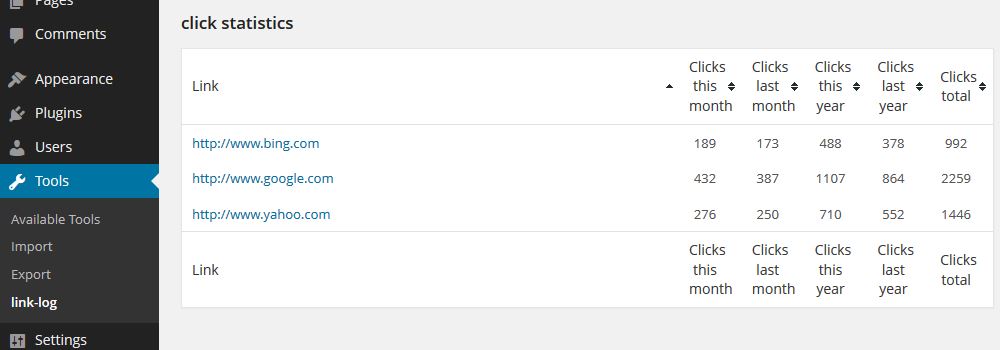 Pages
Comments
Appearance
Plugins
Users
Tools
Available Tools
Import
Export
link-log
Settings
click statistics
Link Clicks this month Clicks last month Clicks this year Clicks last year Clicks total
http://www.bing.com 189 173 488 378 992
http://www.google.com 432 387 1107 864 2259
http://www.yahoo.com 276 250 710 552 1446
Link Clicks this month Clicks last month Clicks this year Clicks last year Clicks total